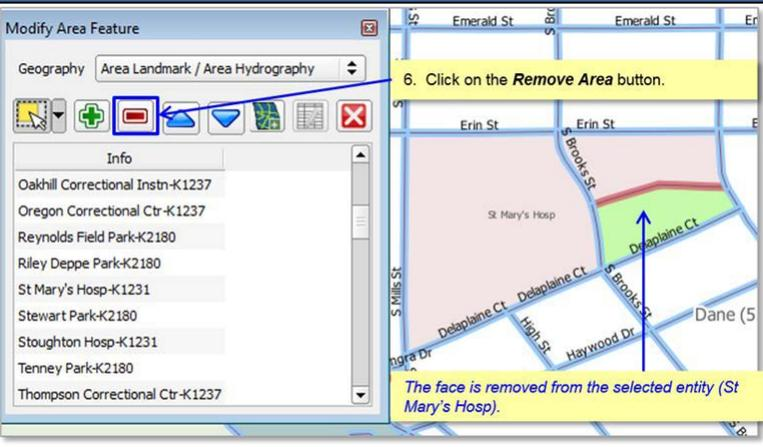 Modify Area Feature
Geography Area Landmark / Area Hydrography
Info
Oakhill Correctional Instn-K1237
Oregon Correctional Ctr-K1237
Reynolds Field Park-K2180
Riley Deppe Park-K2180
St Mary's Hosp-K1231
Stewart Park-K2180
Stoughton Hosp-K1231
Tenney Park-K2180
Thompson Correctional Ctr-K1237
Emerald St
Emerald St
6. Click on the Remove Area button.
Erin St
Erin St
S Brooks St
St Mary's Hosp
Delaplaine Ct
S Mills St
Delaplaine Ct
Delaplaine Ct
S Brooks St
High St
Haywood Dr
Dane (5
The face is removed from the selected entity (St
Mary's Hosp).